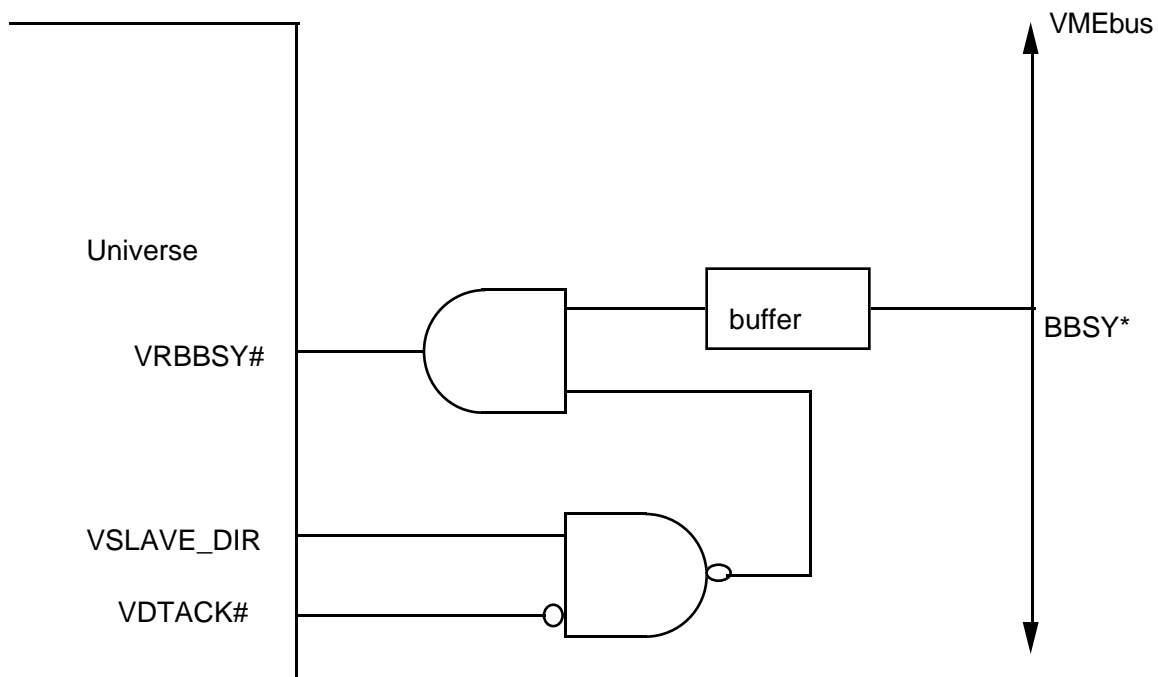 VMEbus
Universe
buffer
BBSY*
VRBBSY#
VSLAVE_DIR
VDTACK#